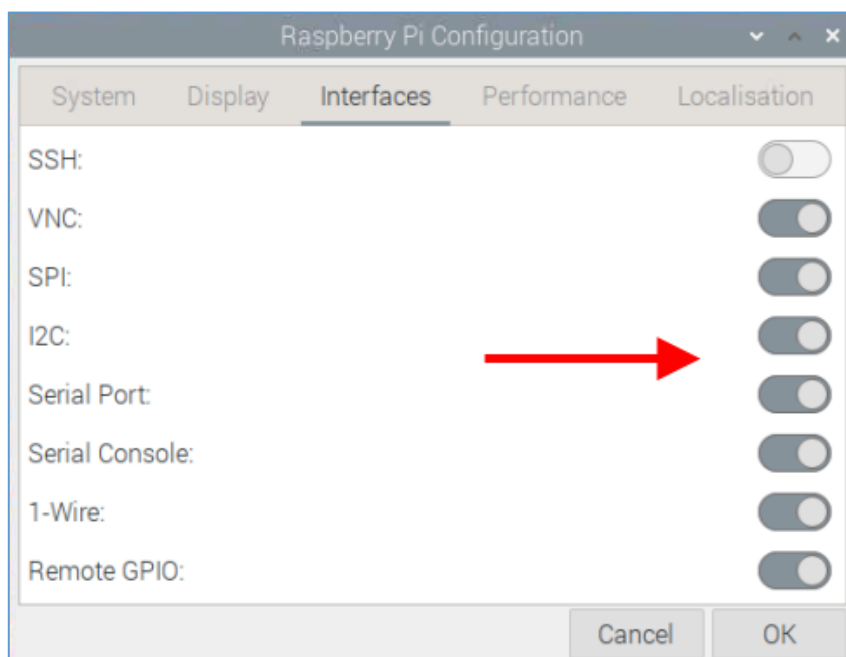 Raspberry Pi Configuration
System Display Interfaces Performance Localisation
SSH:
VNC:
SPI:
I2C:
Serial Port:
Serial Console:
1-Wire:
Remote GPIO:
Cancel OK